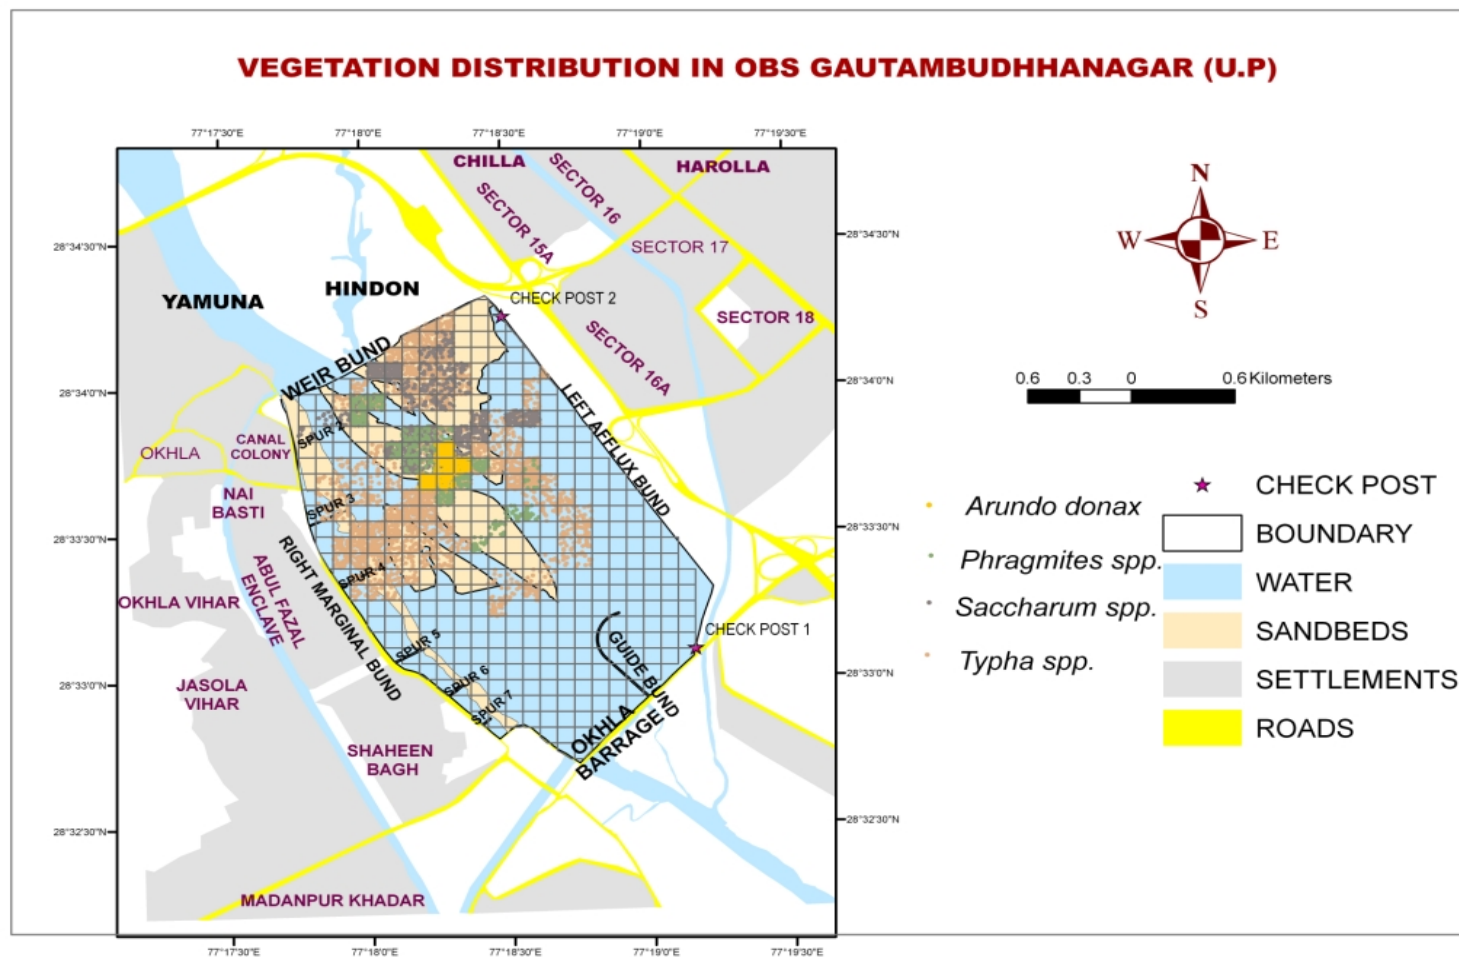 VEGETATION DISTRIBUTION IN OBS GAUTAMBUDHHANAGAR (U.P)
77°17'30"E
77°18'0"E
77°18'30"E
77°19'0"E
77°19'30"E
CHILLA
SECTOR 16
HAROLLA
SECTOR 15A
SECTOR 17
28°34'30"N
28°34'30"N
YAMUNA
HINDON
CHECK POST 2
SECTOR 18
SECTOR 16A
WEIR BUND
28°34'0"N
28°34'0"N
LEFT AFFLUX BUND
SPUR 2
OKHLA
CANAL
COLONY
NAI
BASTI
SPUR 3
28°33'30"N
28°33'30"N
RIGHT MARGINAL BUND
SPUR 4
ABUL FAZAL
ENCLAVE
OKHLA VIHAR
CHECK POST 1
GUIDE BUND
SPUR 5
SPUR 6
SPUR 7
28°33'0"N
28°33'0"N
JASOLA
VIHAR
OKHLA
BARRAGE
SHAHEEN
BAGH
28°32'30"N
28°32'30"N
MADANPUR KHADAR
77°17'30"E
77°18'0"E
77°18'30"E
77°19'0"E
77°19'30"E
N
W
E
S
0.6
0.3
0
0.6 Kilometers
Arundo donax
Phragmites spp.
Saccharum spp.
Typha spp.
CHECK POST
BOUNDARY
WATER
SANDBEDS
SETTLEMENTS
ROADS